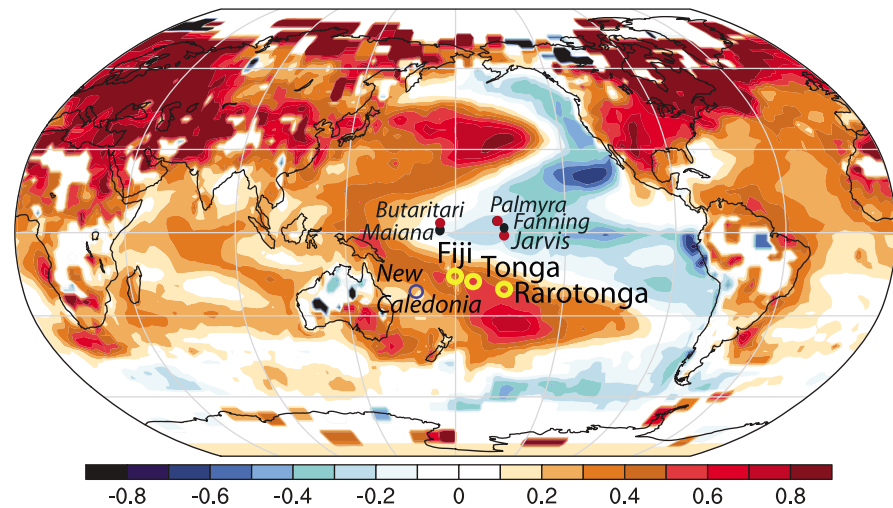 Butaritari
Maiana
Palmyra
Fanning
Jarvis
Fiji
Tonga
Rarotonga
New
Caledonia
-0.8 -0.6 -0.4 -0.2 0 0.2 0.4 0.6 0.8